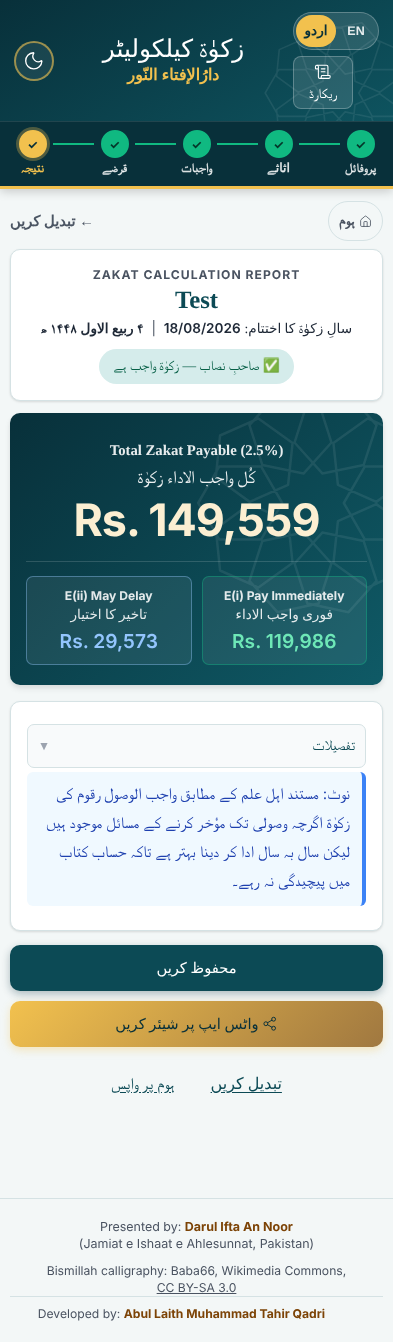 اردو EN
زکوٰۃ کیلکولیٹر
دارُالإفتاء النّور
ریکارڈ
پروفائل
اثاثے
واجبات
قرضے
نتیجہ
ہوم
← تبدیل کریں
ZAKAT CALCULATION REPORT
Test
سالِ زکوٰۃ کا اختتام: 18/08/2026 | ۴ ربیع الاول ۱۴۴۸ ھ
✅ صاحبِ نصاب — زکوٰۃ واجب ہے
Total Zakat Payable (2.5%)
کُل واجب الاداء زکوٰۃ
Rs. 149,559
E(i) Pay Immediately
فوری واجب الاداء
Rs. 119,986
E(ii) May Delay
تاخیر کا اختیار
Rs. 29,573
تفصیلات ▼
نوٹ: مستند اہل علم کے مطابق واجب الوصول رقوم کی
زکوٰۃ اگرچہ وصولی تک مؤخر کرنے کے مسائل موجود ہیں
لیکن سال بہ سال ادا کر دینا بہتر ہے تاکہ حساب کتاب
میں پیچیدگی نہ رہے۔
محفوظ کریں
واٹس ایپ پر شیئر کریں
تبدیل کریں
ہوم پر واپس
Presented by: Darul Ifta An Noor
(Jamiat e Ishaat e Ahlesunnat, Pakistan)
Bismillah calligraphy: Baba66, Wikimedia Commons,
CC BY-SA 3.0
Developed by: Abul Laith Muhammad Tahir Qadri